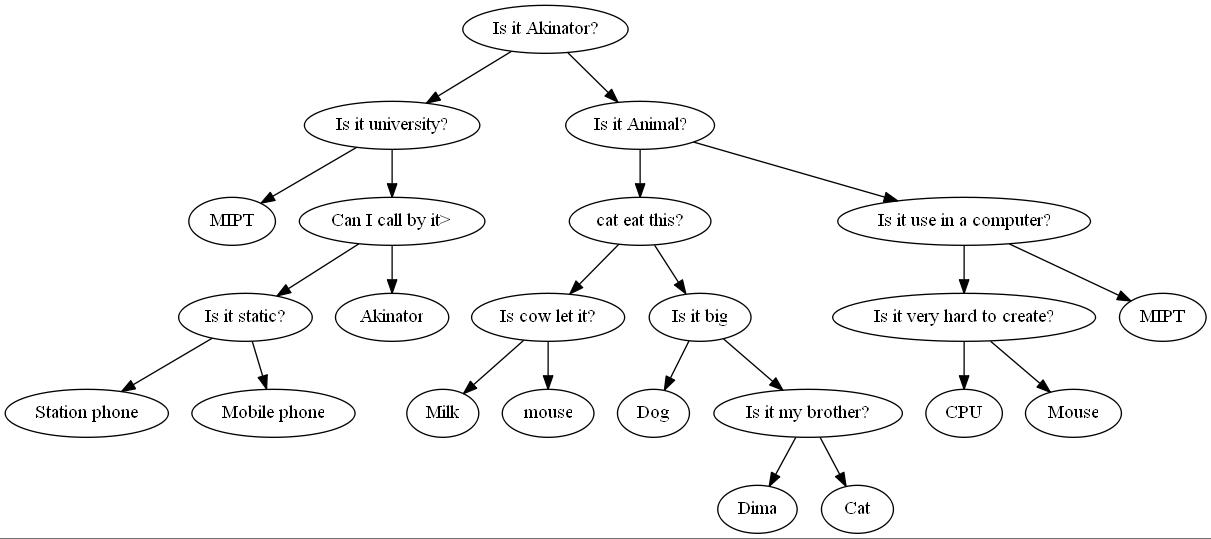 Is it Akinator?
Is it university?
Is it Animal?
MIPT
Can I call by it>
cat eat this?
Is it use in a computer?
Is it static?
Akinator
Is cow let it?
Is it big
Is it very hard to create?
MIPT
Station phone
Mobile phone
Milk
mouse
Dog
Is it my brother?
CPU
Mouse
Dima
Cat